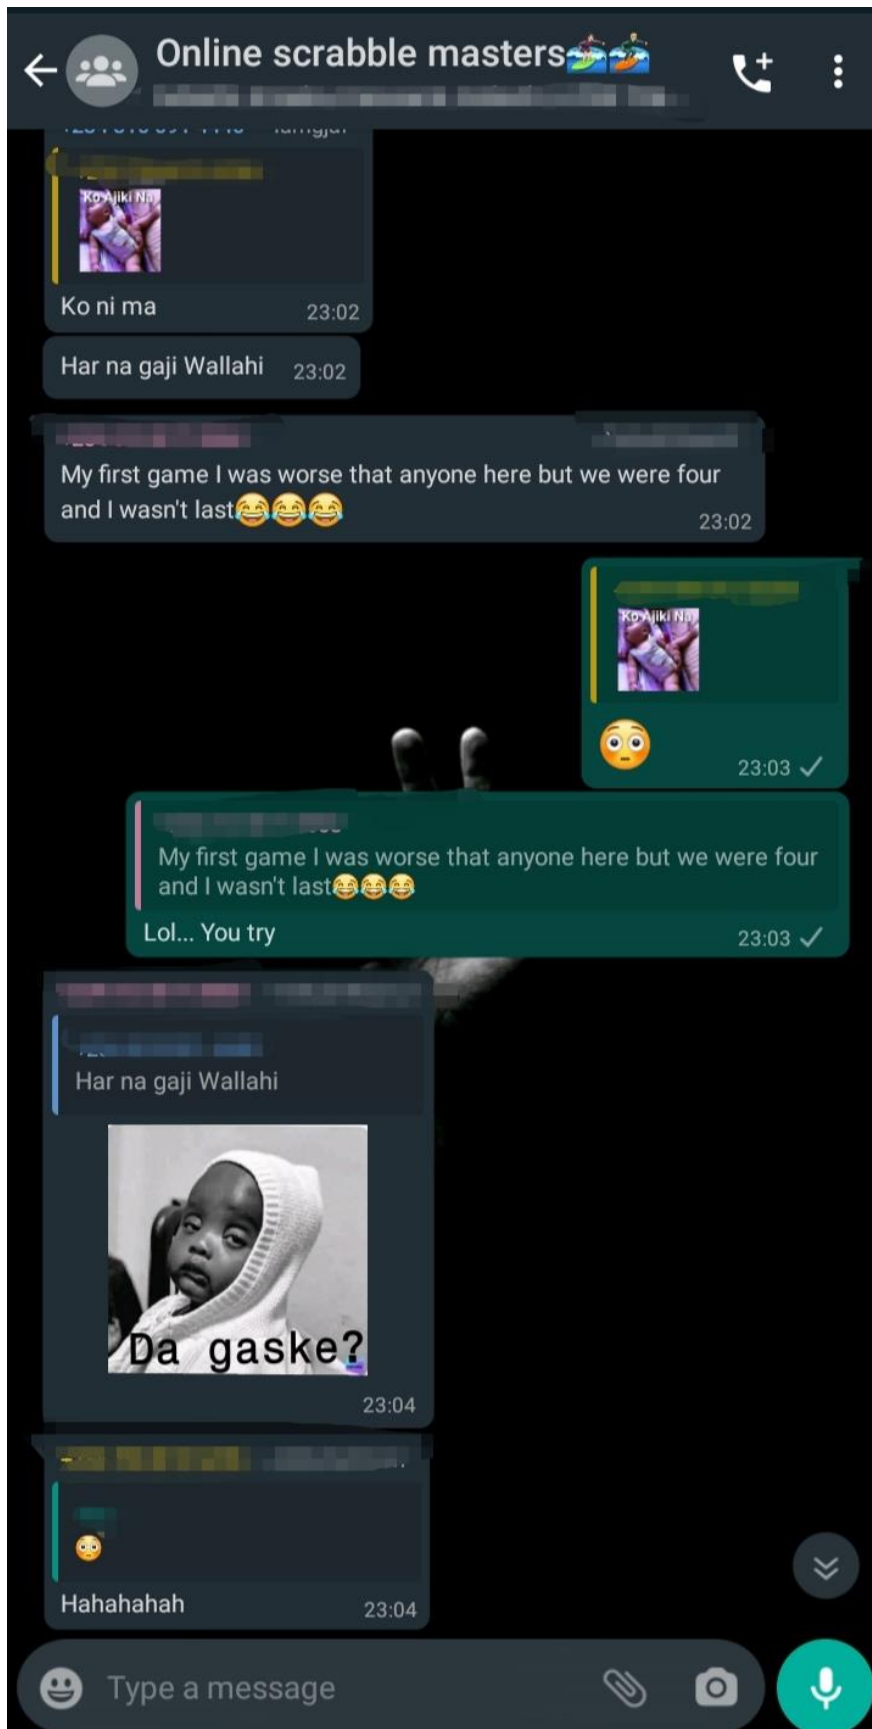 Online scrabble masters🏄🏻‍♀️🏄🏻‍♂️
Ko Ajiki Na
Ko ni ma
23:02
Har na gaji Wallahi
23:02
My first game I was worse that anyone here but we were four
and I wasn't last😂😂😂
23:02
Ko Ajiki Na
😳
23:03
My first game I was worse that anyone here but we were four
and I wasn't last😂😂😂
Lol... You try
23:03
Har na gaji Wallahi
Da gaske?
23:04
😳
Hahahahah
23:04
Type a message